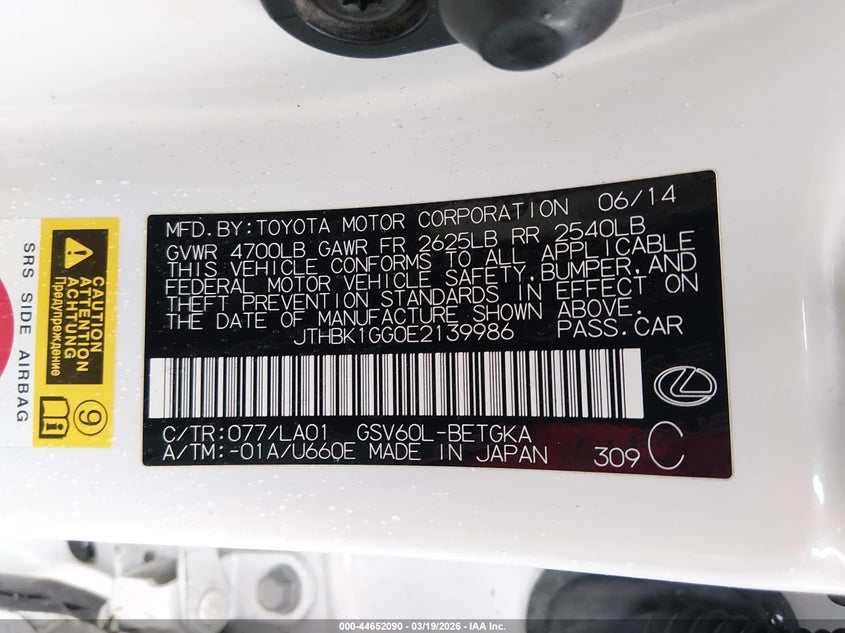 MFD. BY: TOYOTA MOTOR CORPORATION 06/14
GVWR 4700LB GAWR FR 2625LB RR 2540LB
THIS VEHICLE CONFORMS TO ALL APPLICABLE
FEDERAL MOTOR VEHICLE SAFETY, BUMPER, AND
THEFT PREVENTION STANDARDS IN EFFECT ON
THE DATE OF MANUFACTURE SHOWN ABOVE.
JTHBK1GG0E2139986 PASS. CAR
C/TR: 077/LA01 GSV60L-BETGKA
A/TM: -01A/U660E MADE IN JAPAN 309 C
SRS SIDE AIRBAG
CAUTION
ATTENTION
ACHTUNG
Предупреждение
9
000-44652090 - 03/19/2026 - IAA Inc.